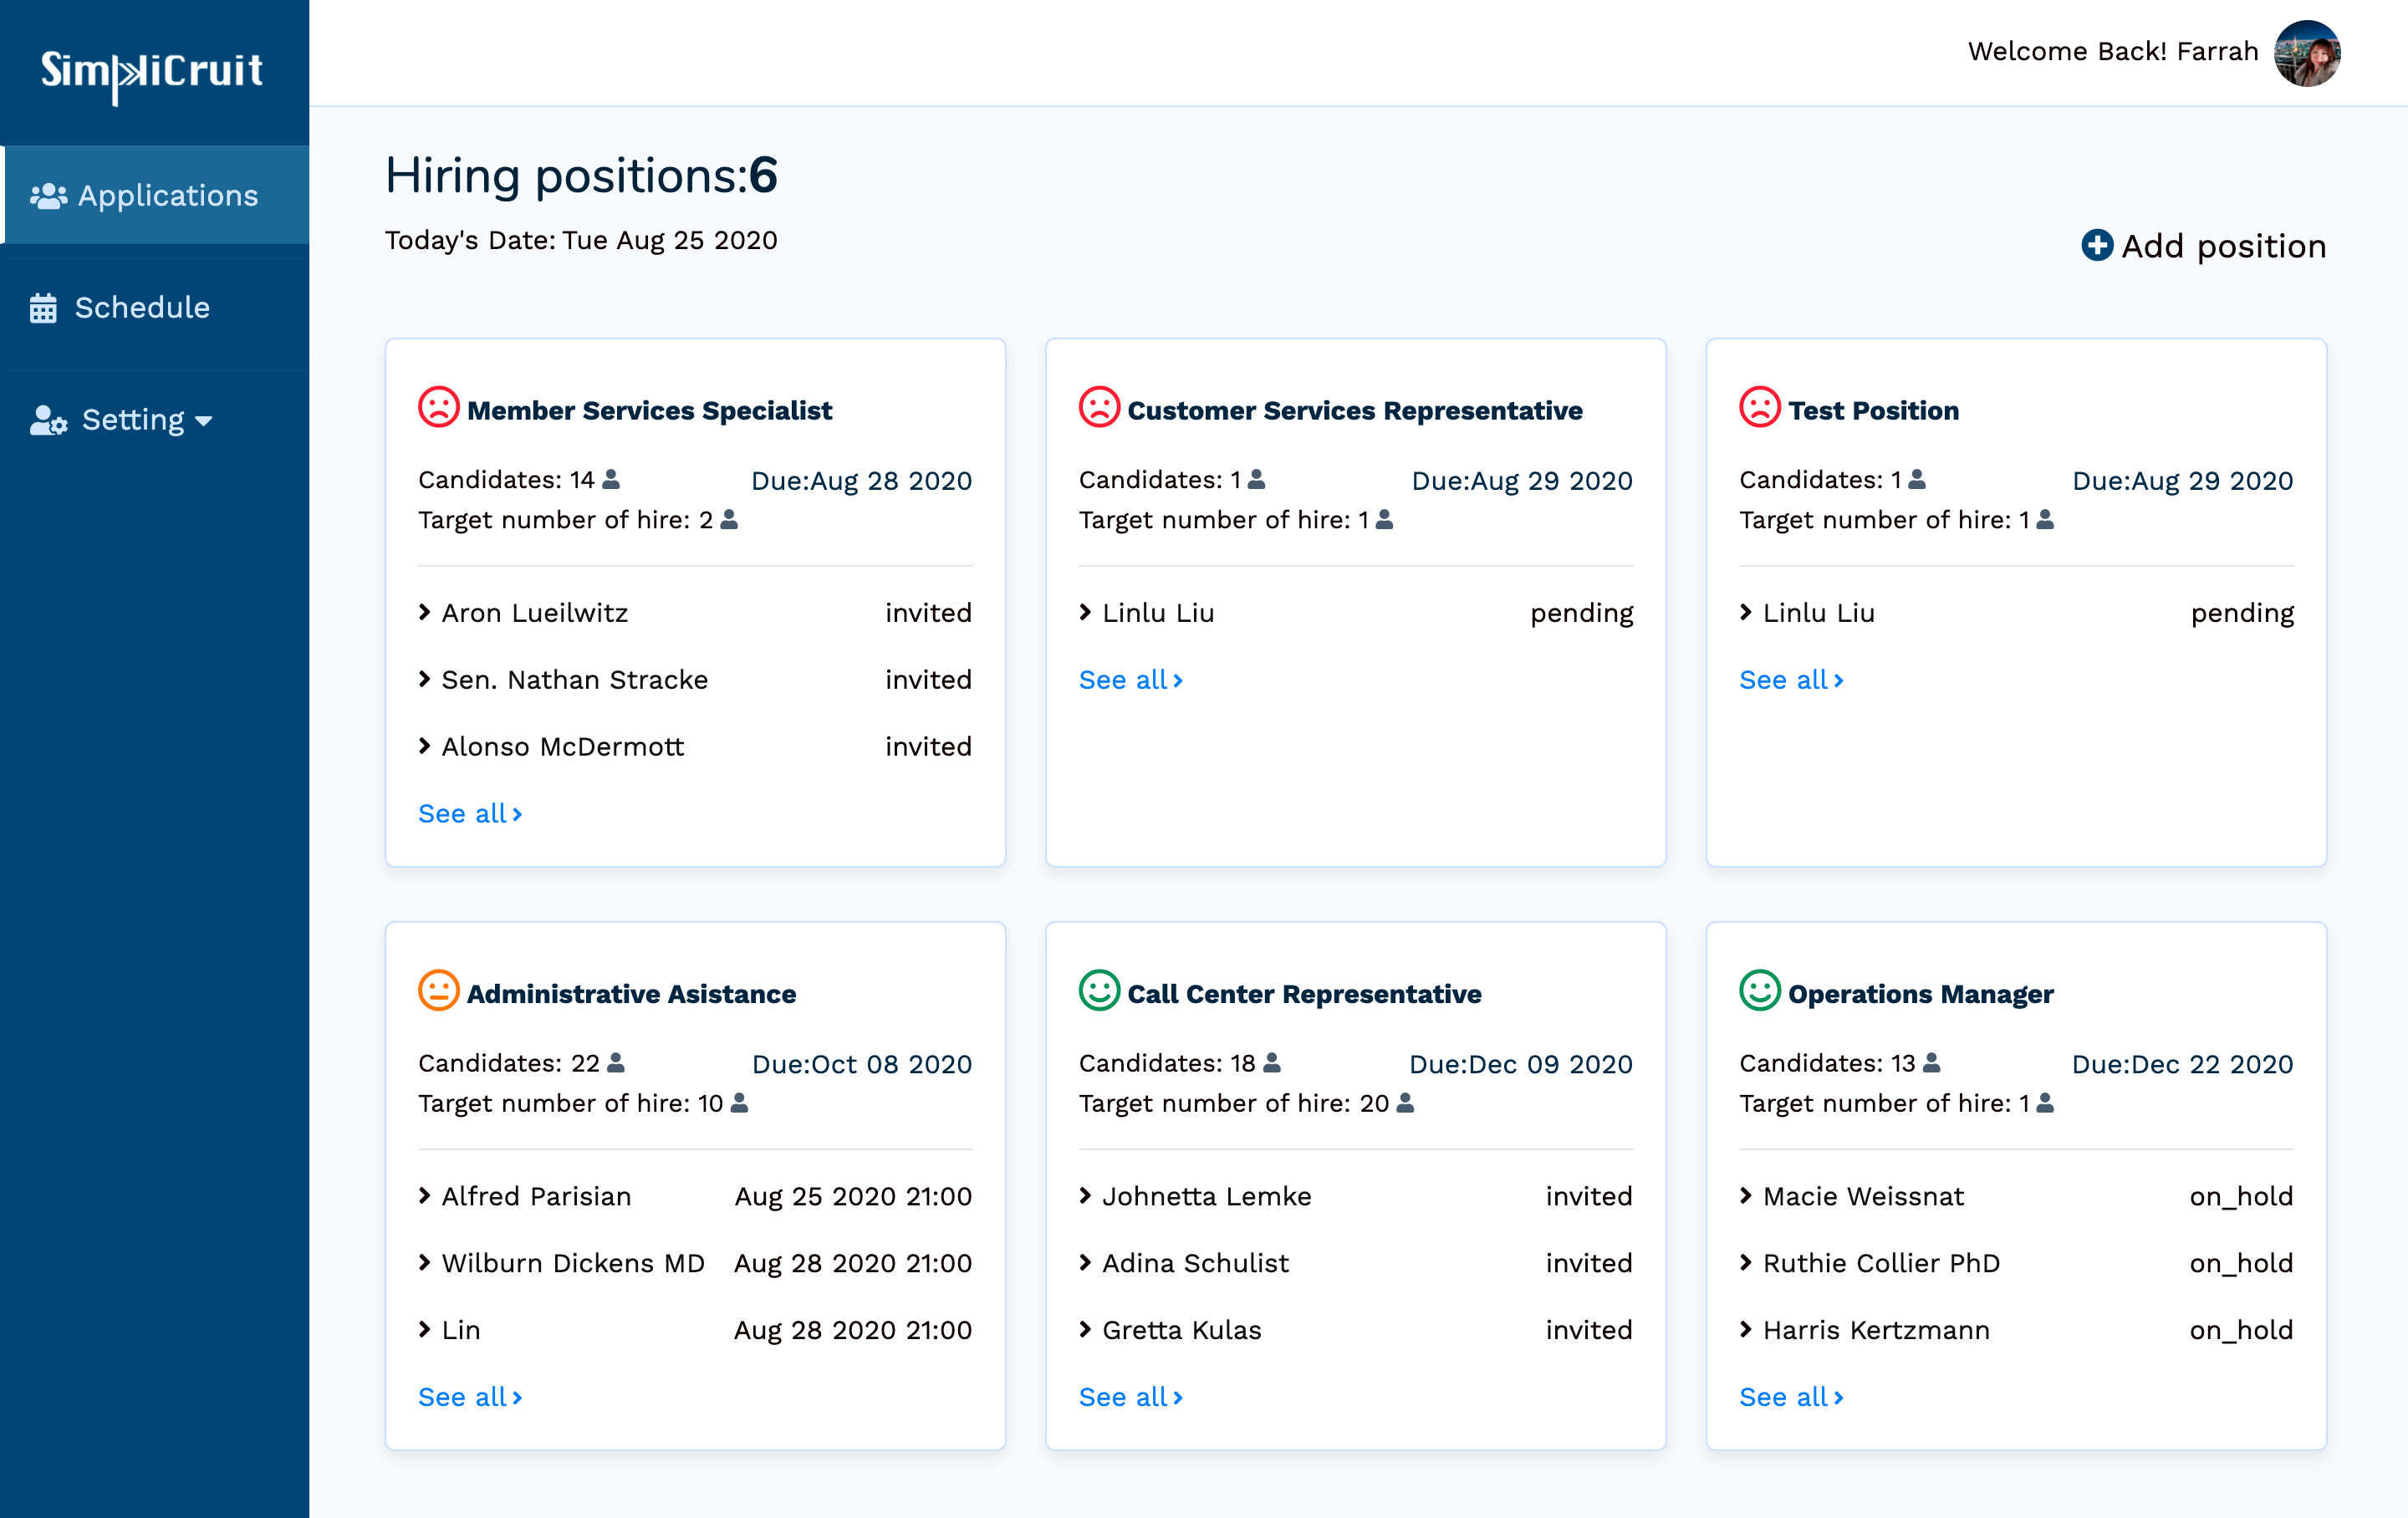 SimpliCruit
Welcome Back! Farrah
Applications
Schedule
Setting
Hiring positions:6
Today's Date: Tue Aug 25 2020
Add position
Member Services Specialist
Candidates: 14
Due:Aug 28 2020
Target number of hire: 2
Aron Lueilwitz invited
Sen. Nathan Stracke invited
Alonso McDermott invited
See all
Customer Services Representative
Candidates: 1
Due:Aug 29 2020
Target number of hire: 1
Linlu Liu pending
See all
Test Position
Candidates: 1
Due:Aug 29 2020
Target number of hire: 1
Linlu Liu pending
See all
Administrative Asistance
Candidates: 22
Due:Oct 08 2020
Target number of hire: 10
Alfred Parisian Aug 25 2020 21:00
Wilburn Dickens MD Aug 28 2020 21:00
Lin Aug 28 2020 21:00
See all
Call Center Representative
Candidates: 18
Due:Dec 09 2020
Target number of hire: 20
Johnetta Lemke invited
Adina Schulist invited
Gretta Kulas invited
See all
Operations Manager
Candidates: 13
Due:Dec 22 2020
Target number of hire: 1
Macie Weissnat on_hold
Ruthie Collier PhD on_hold
Harris Kertzmann on_hold
See all